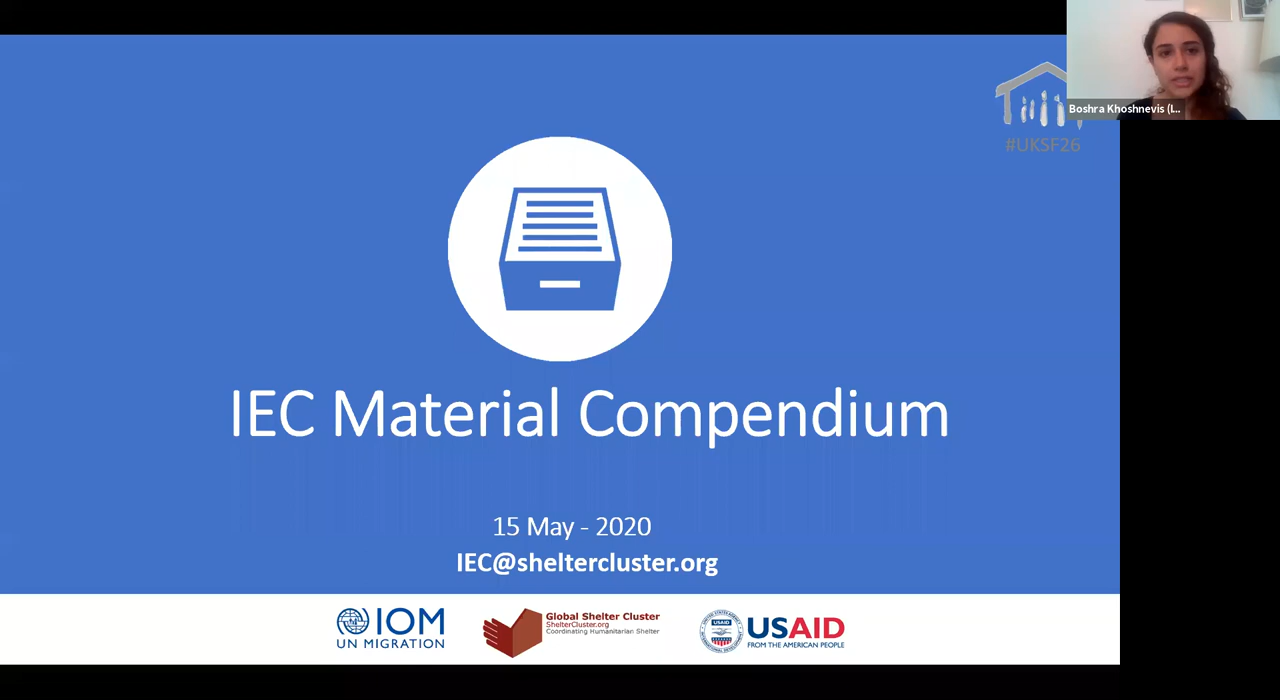 Boshra Khoshnevis (I...
#UKSF26
IEC Material Compendium
15 May - 2020
IEC@sheltercluster.org
IOM
UN MIGRATION
Global Shelter Cluster
ShelterCluster.org
Coordinating Humanitarian Shelter
USAID
USAID
FROM THE AMERICAN PEOPLE